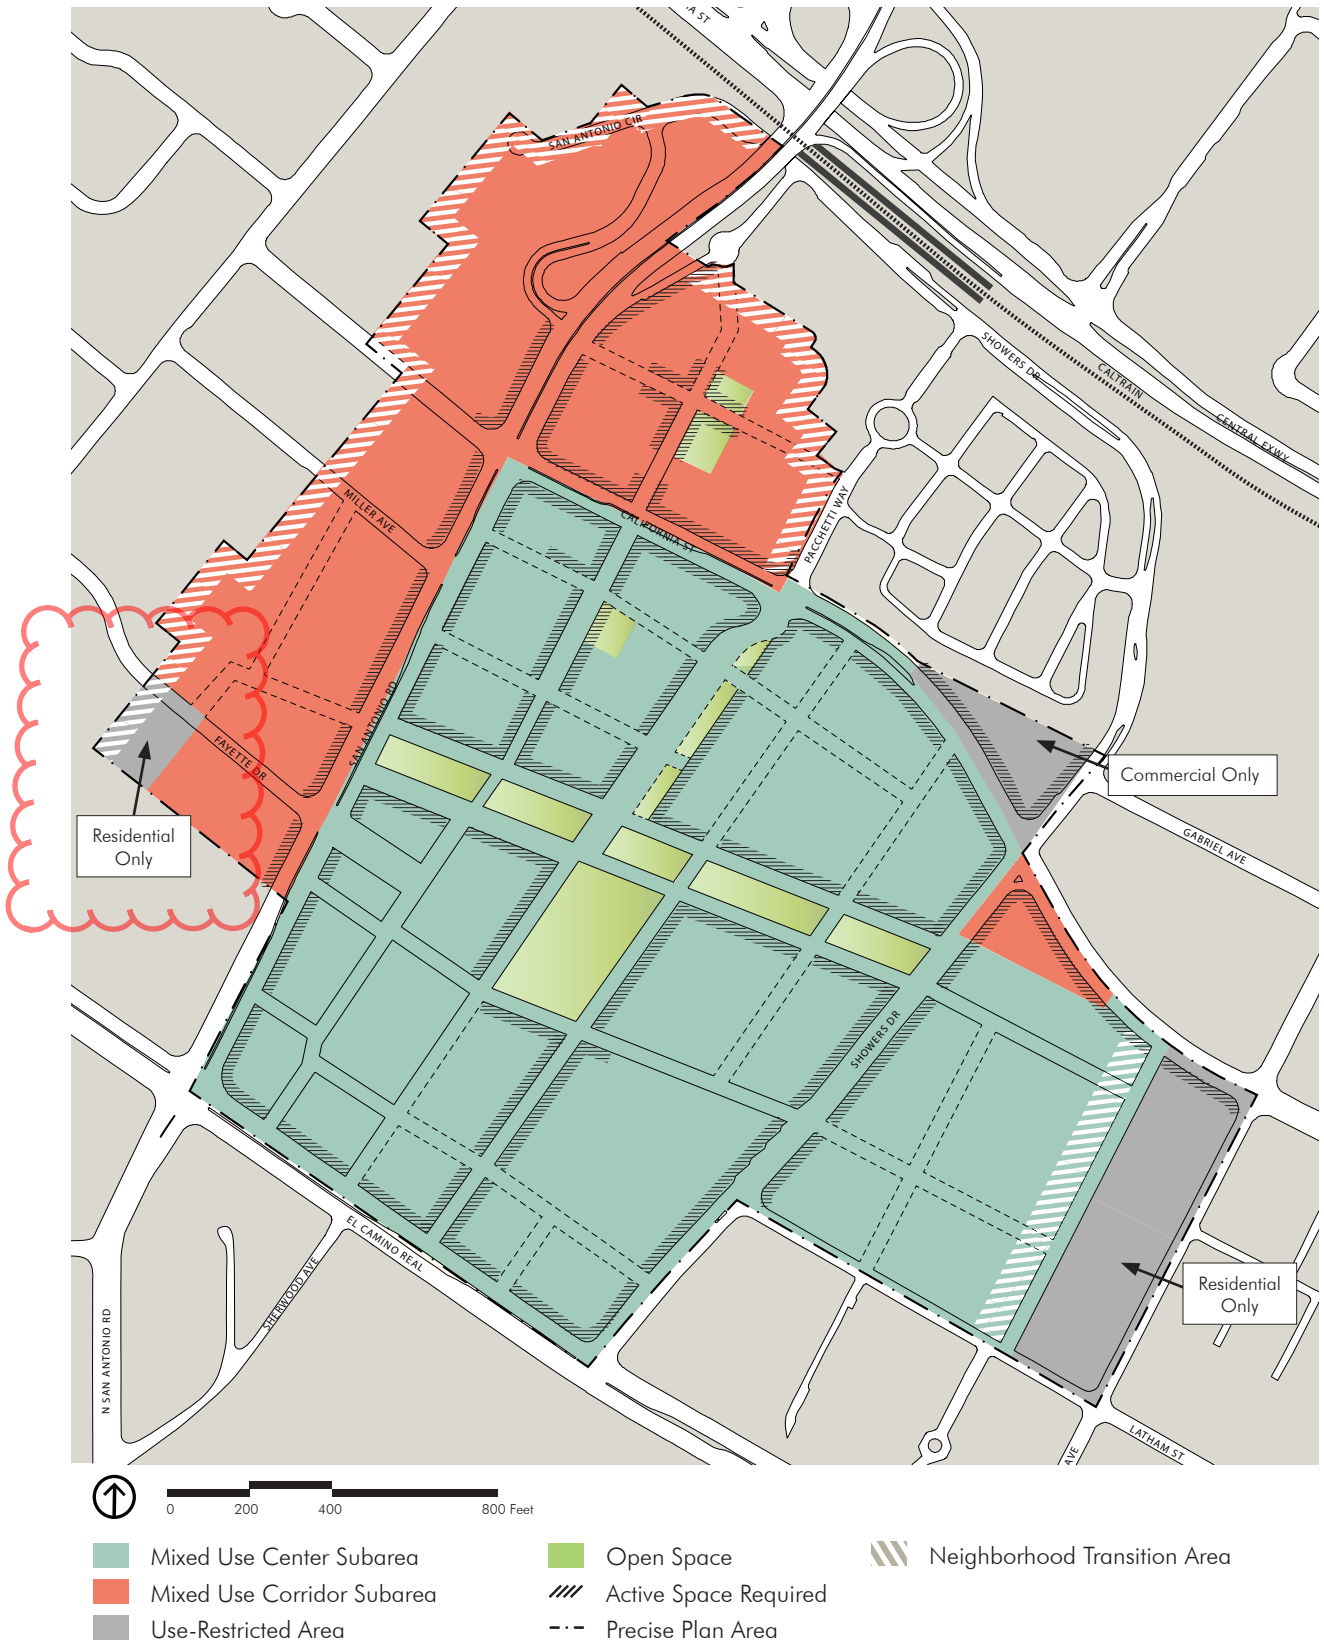 IA ST
SAN ANTONIO CIR
SHOWERS DR
CALTRAIN
CENTRAL EXWY
MILLER AVE
CALIFORNIA ST
PACCHETTI WAY
SAN ANTONIO RD
FAYETTE DR
Commercial Only
Residential
Only
GABRIEL AVE
SHOWERS DR
EL CAMINO REAL
SHERWOOD AVE
N SAN ANTONIO RD
Residential
Only
LATHAM ST
AVE
0 200 400 800 Feet
Mixed Use Center Subarea
Mixed Use Corridor Subarea
Use-Restricted Area
Open Space
Active Space Required
Precise Plan Area
Neighborhood Transition Area